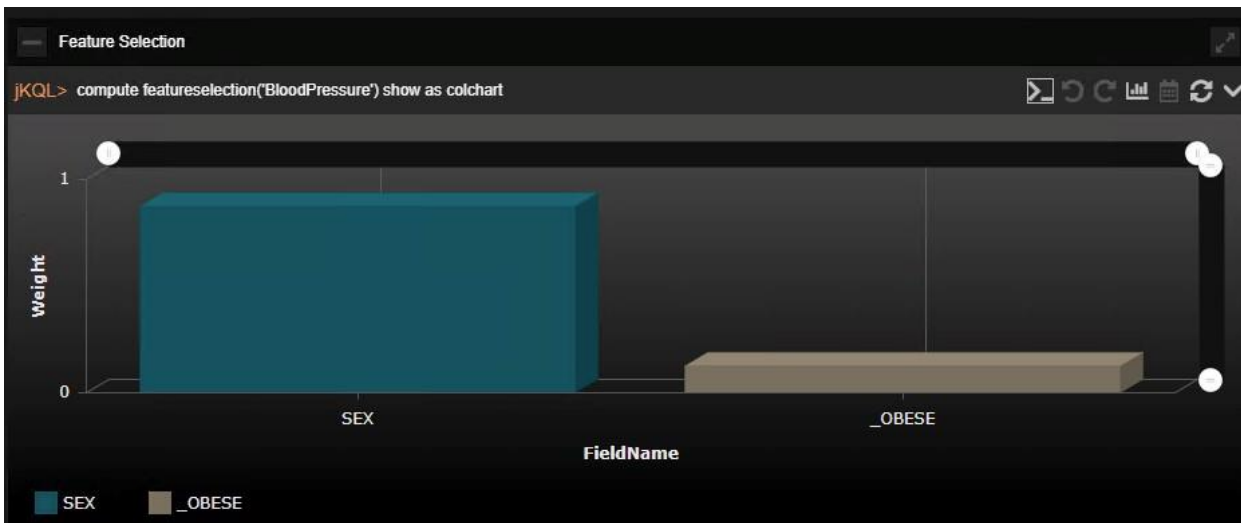 Feature Selection
jKQL> compute featureselection('BloodPressure') show as colchart
1
Weight
0
SEX _OBESE
FieldName
SEX _OBESE